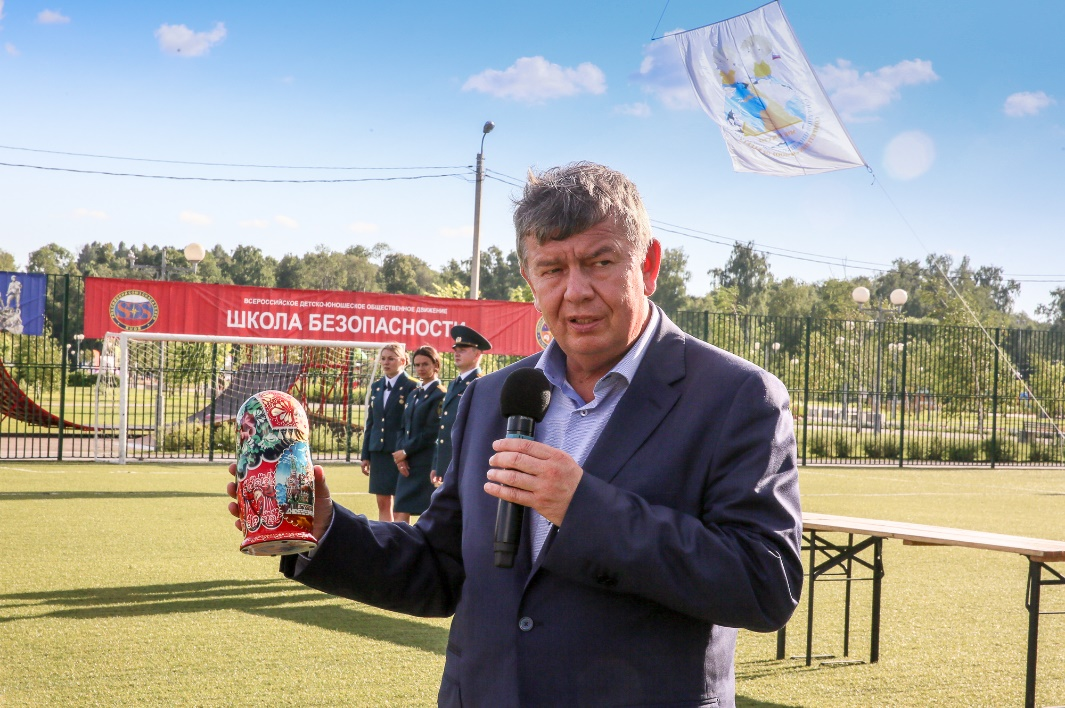 ВСЕРОССИЙСКОЕ ДЕТСКО-ЮНОШЕСКОЕ ОБЩЕСТВЕННОЕ ДВИЖЕНИЕ
ШКОЛА БЕЗОПАСНОСТИ